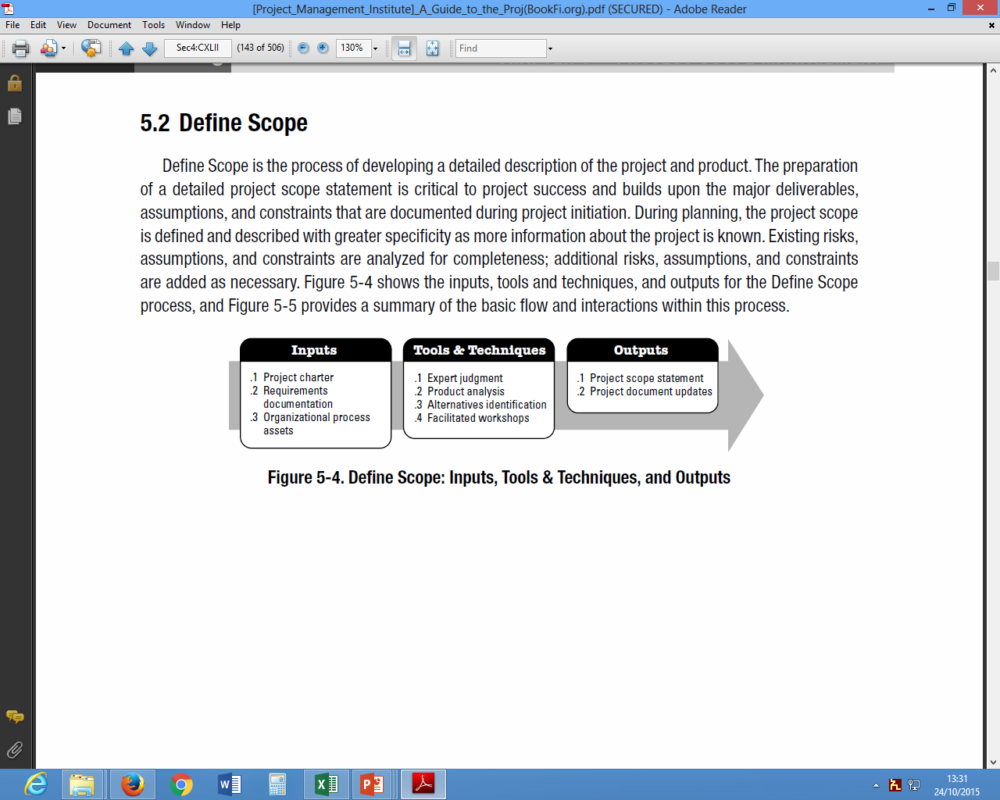 [Project_Management_Institute]_A_Guide_to_the_Proj(BookFi.org).pdf (SECURED) - Adobe Reader
File Edit View Document Tools Window Help
Sec4:CXLII (143 of 506) 130% Find
5.2 Define Scope
Define Scope is the process of developing a detailed description of the project and product. The preparation
of a detailed project scope statement is critical to project success and builds upon the major deliverables,
assumptions, and constraints that are documented during project initiation. During planning, the project scope
is defined and described with greater specificity as more information about the project is known. Existing risks,
assumptions, and constraints are analyzed for completeness; additional risks, assumptions, and constraints
are added as necessary. Figure 5-4 shows the inputs, tools and techniques, and outputs for the Define Scope
process, and Figure 5-5 provides a summary of the basic flow and interactions within this process.
Inputs
.1 Project charter
.2 Requirements
documentation
.3 Organizational process
assets
Tools & Techniques
.1 Expert judgment
.2 Product analysis
.3 Alternatives identification
.4 Facilitated workshops
Outputs
.1 Project scope statement
.2 Project document updates
Figure 5-4. Define Scope: Inputs, Tools & Techniques, and Outputs
13:31
24/10/2015